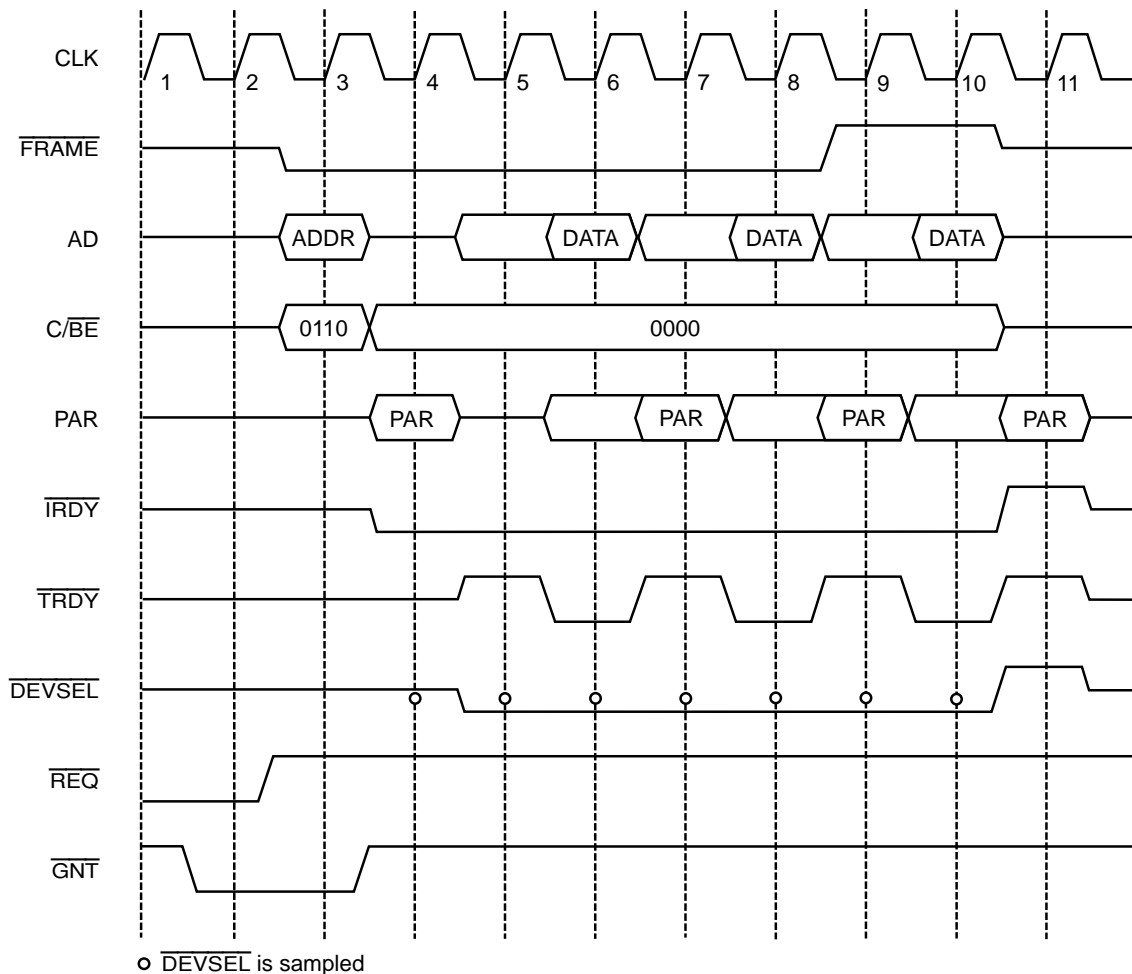 CLK
1 2 3 4 5 6 7 8 9 10 11
FRAME
AD ADDR DATA DATA DATA
C/BE 0110 0000
PAR PAR PAR PAR PAR
IRDY
TRDY
DEVSEL
REQ
GNT
DEVSEL is sampled